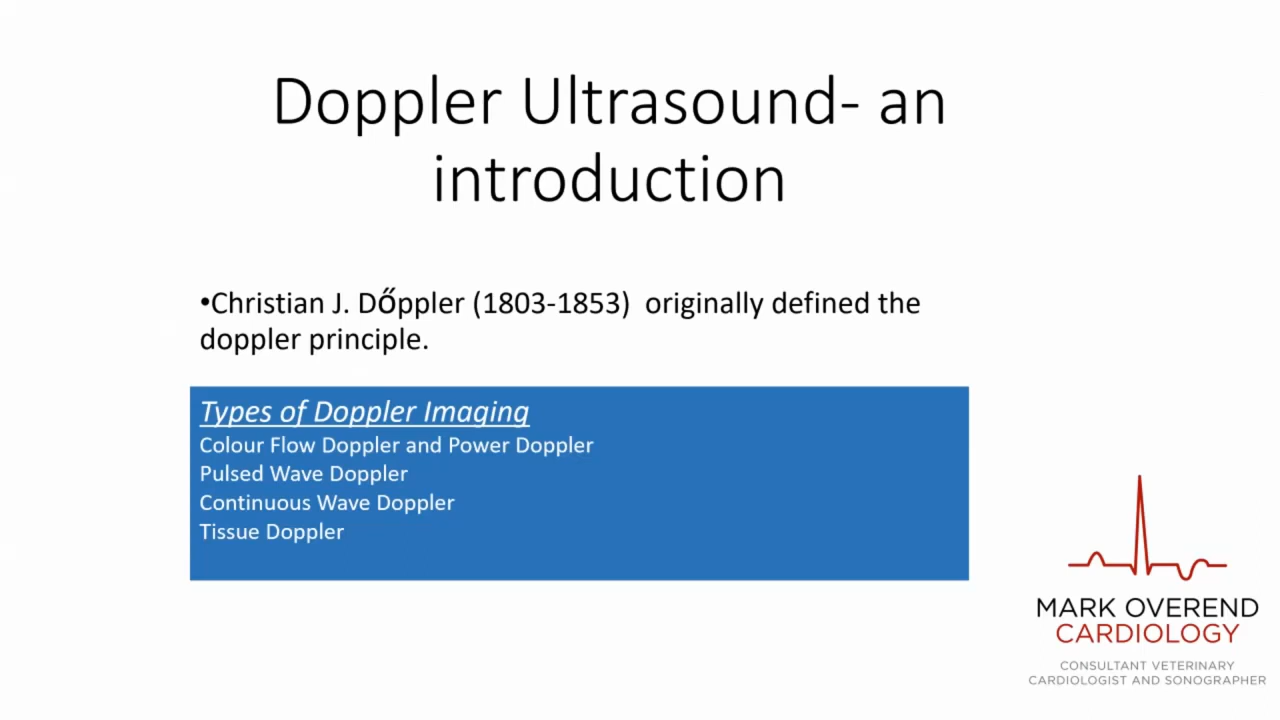 Doppler Ultrasound- an
introduction
•Christian J. Dőppler (1803-1853)  originally defined the
doppler principle.
Types of Doppler Imaging
Colour Flow Doppler and Power Doppler
Pulsed Wave Doppler
Continuous Wave Doppler
Tissue Doppler
MARK OVEREND
CARDIOLOGY
CONSULTANT VETERINARY
CARDIOLOGIST AND SONOGRAPHER